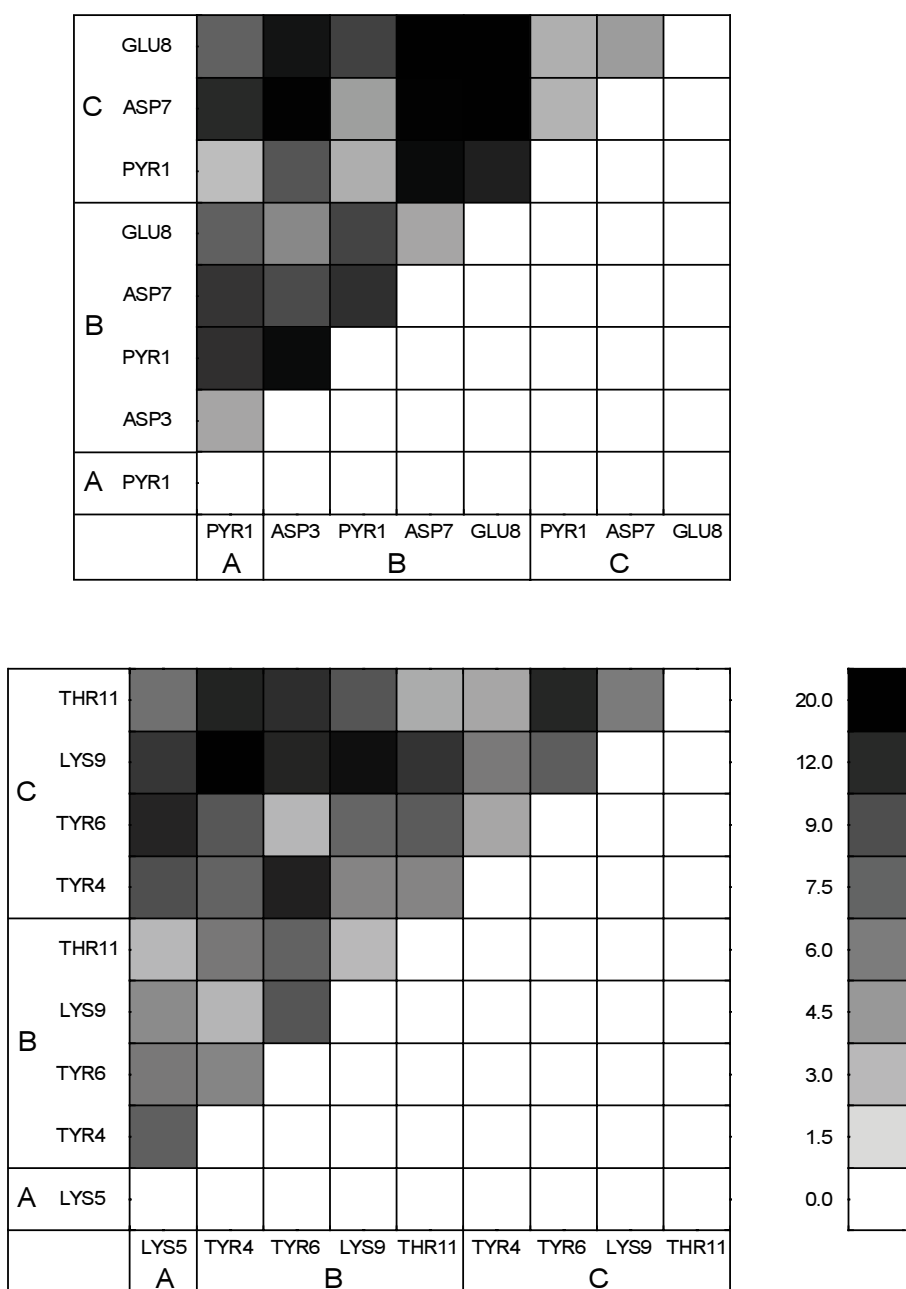 GLU8
C ASP7
PYR1
GLU8
ASP7
B
PYR1
ASP3
A PYR1
PYR1 ASP3 PYR1 ASP7 GLU8 PYR1 ASP7 GLU8
A B C
THR11 20.0
LYS9 12.0
C
TYR6 9.0
TYR4 7.5
THR11 6.0
LYS9 4.5
B
TYR6 3.0
TYR4 1.5
A LYS5 0.0
LYS5 TYR4 TYR6 LYS9 THR11 TYR4 TYR6 LYS9 THR11
A B C